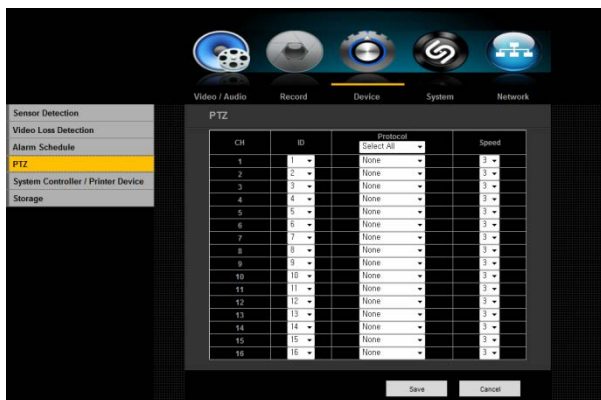 Video / Audio Record Device System Network
Sensor Detection
Video Loss Detection
Alarm Schedule
PTZ
System Controller / Printer Device
Storage
PTZ
CH ID Protocol Speed
Select All
1 1 None 3
2 2 None 3
3 3 None 3
4 4 None 3
5 5 None 3
6 6 None 3
7 7 None 3
8 8 None 3
9 9 None 3
10 10 None 3
11 11 None 3
12 12 None 3
13 13 None 3
14 14 None 3
15 15 None 3
16 16 None 3
Save Cancel